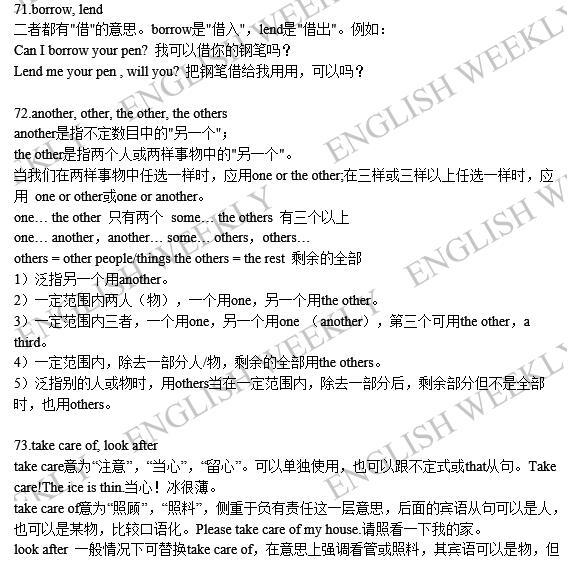 71.borrow, lend
二者都有"借"的意思。borrow是"借入"，lend是"借出"。例如：
Can I borrow your pen? 我可以借你的钢笔吗？
Lend me your pen , will you? 把钢笔借给我用用，可以吗？
72.another, other, the other, the others
another是指不定数目中的"另一个"；
the other是指两个人或两样事物中的"另一个"。
当我们在两样事物中任选一样时，应用one or the other;在三样或三样以上任选一样时，应
用 one or other或one or another。
one… the other 只有两个 some… the others 有三个以上
one… another，another… some… others，others…
others = other people/things the others = the rest 剩余的全部
1）泛指另一个用another。
2）一定范围内两人（物），一个用one，另一个用the other。
3）一定范围内三者，一个用one，另一个用one （another），第三个可用the other，a
third。
4）一定范围内，除去一部分人/物，剩余的全部用the others。
5）泛指别的人或物时，用others当在一定范围内，除去一部分后，剩余部分但不是全部
时，也用others。
73.take care of, look after
take care意为“注意”，“当心”，“留心”。可以单独使用，也可以跟不定式或that从句。Take
care!The ice is thin.当心！冰很薄。
take care of意为“照顾”，“照料”，侧重于负有责任这一层意思，后面的宾语从句可以是人，
也可以是某物，比较口语化。Please take care of my house.请照看一下我的家。
look after 一般情况下可替换take care of，在意思上强调看管或照料，其宾语可以是物，但
ENGLISH WEEKLY
ENGLISH WEEKLY
ENGLISH WEEKLY
ENGLISH WEEKLY
ENGLISH WEEKLY